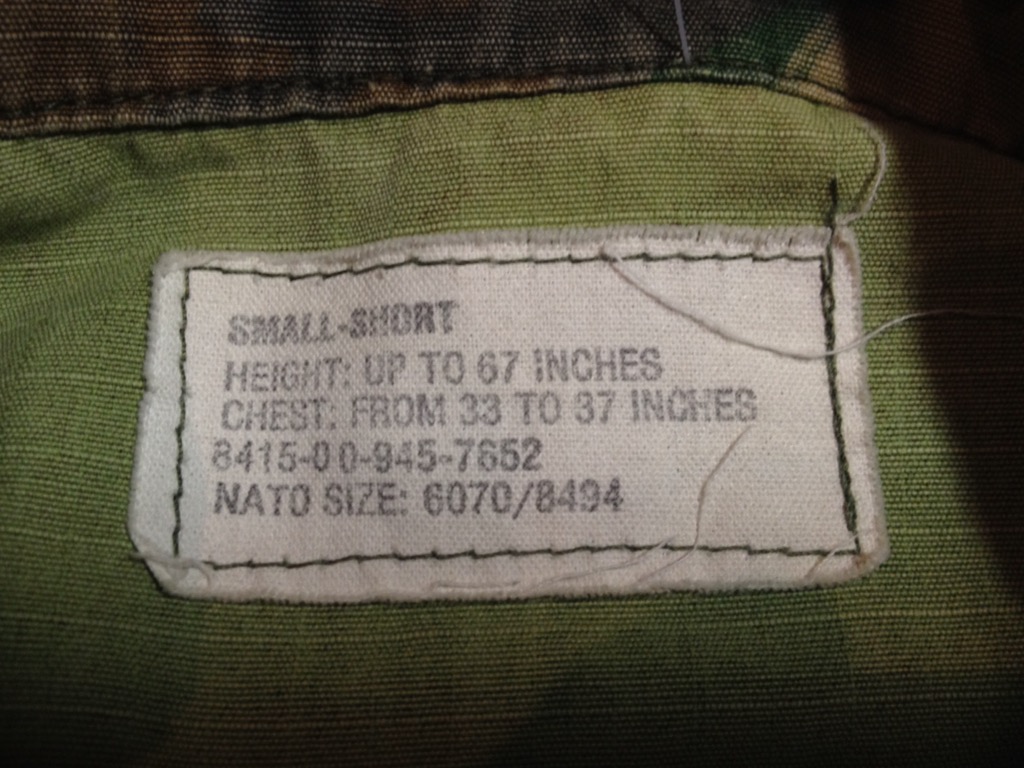 SMALL-SHORT
HEIGHT: UP TO 67 INCHES
CHEST: FROM 33 TO 37 INCHES
8415-00-945-7652
NATO SIZE: 6070/8494